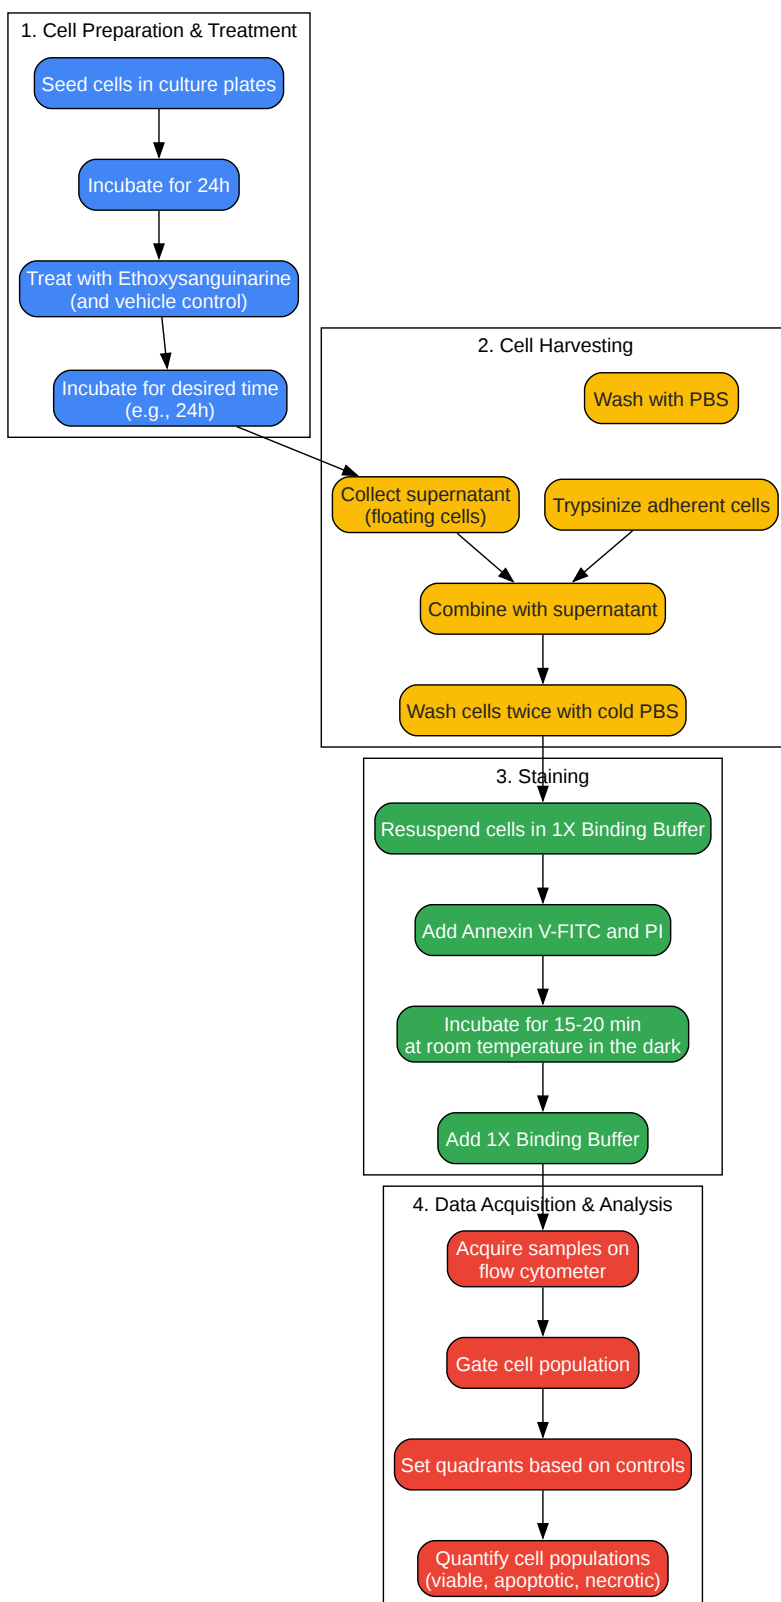 1. Cell Preparation & Treatment
Seed cells in culture plates
Incubate for 24h
Treat with Ethoxysanguinarine
(and vehicle control)
Incubate for desired time
(e.g., 24h)
2. Cell Harvesting
Wash with PBS
Collect supernatant
(floating cells)
Trypsinize adherent cells
Combine with supernatant
Wash cells twice with cold PBS
3. Staining
Resuspend cells in 1X Binding Buffer
Add Annexin V-FITC and PI
Incubate for 15-20 min
at room temperature in the dark
Add 1X Binding Buffer
4. Data Acquisition & Analysis
Acquire samples on
flow cytometer
Gate cell population
Set quadrants based on controls
Quantify cell populations
(viable, apoptotic, necrotic)